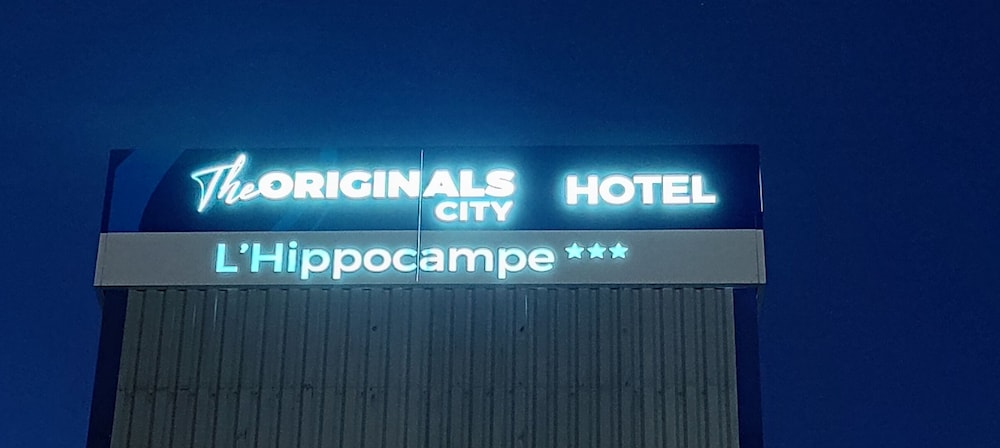 The ORIGINALS HOTEL
CITY
L'Hippocampe ***